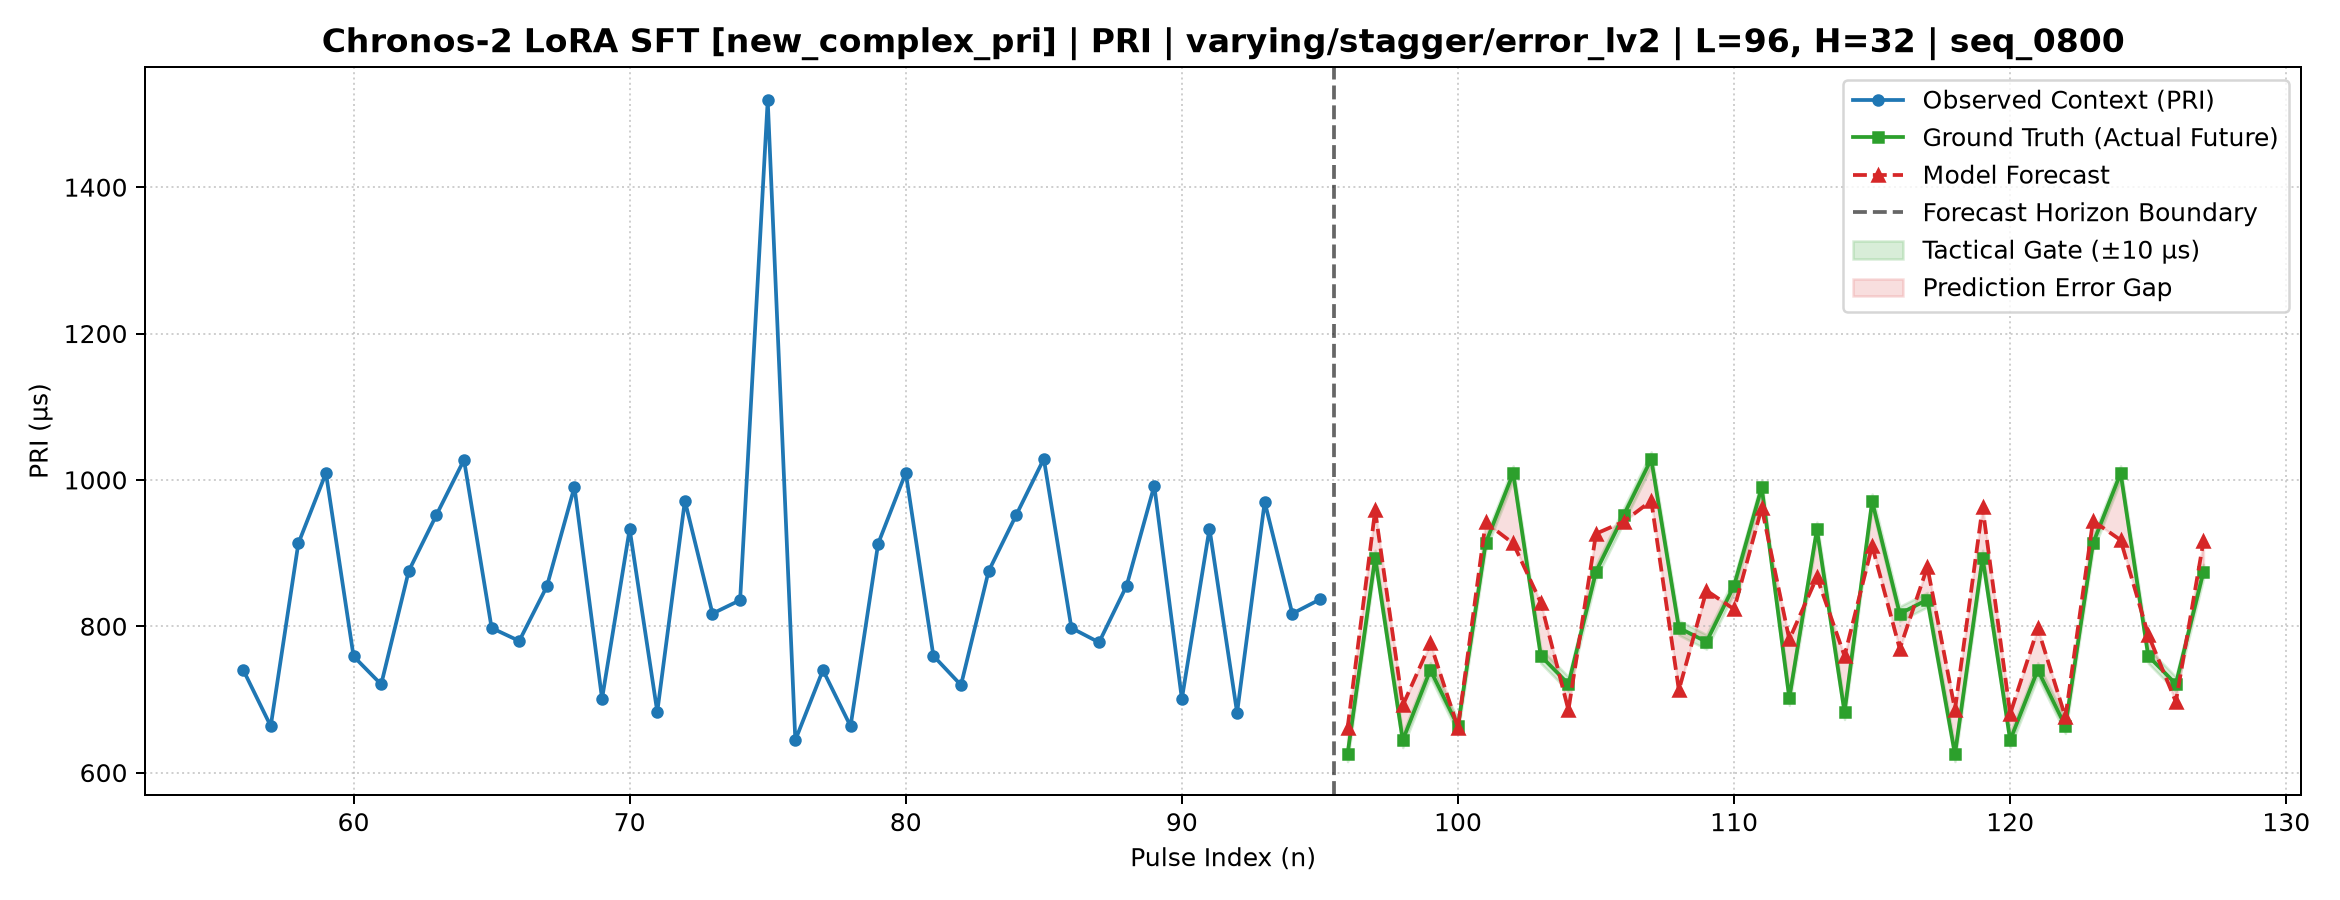 Chronos-2 LoRA SFT [new_complex_pri] | PRI | varying/stagger/error_lv2 | L=96, H=32 | seq_0800
Observed Context (PRI)
Ground Truth (Actual Future)
Model Forecast
Forecast Horizon Boundary
Tactical Gate (±10 µs)
Prediction Error Gap
PRI (µs)
1400
1200
1000
800
600
60 70 80 90 100 110 120 130
Pulse Index (n)